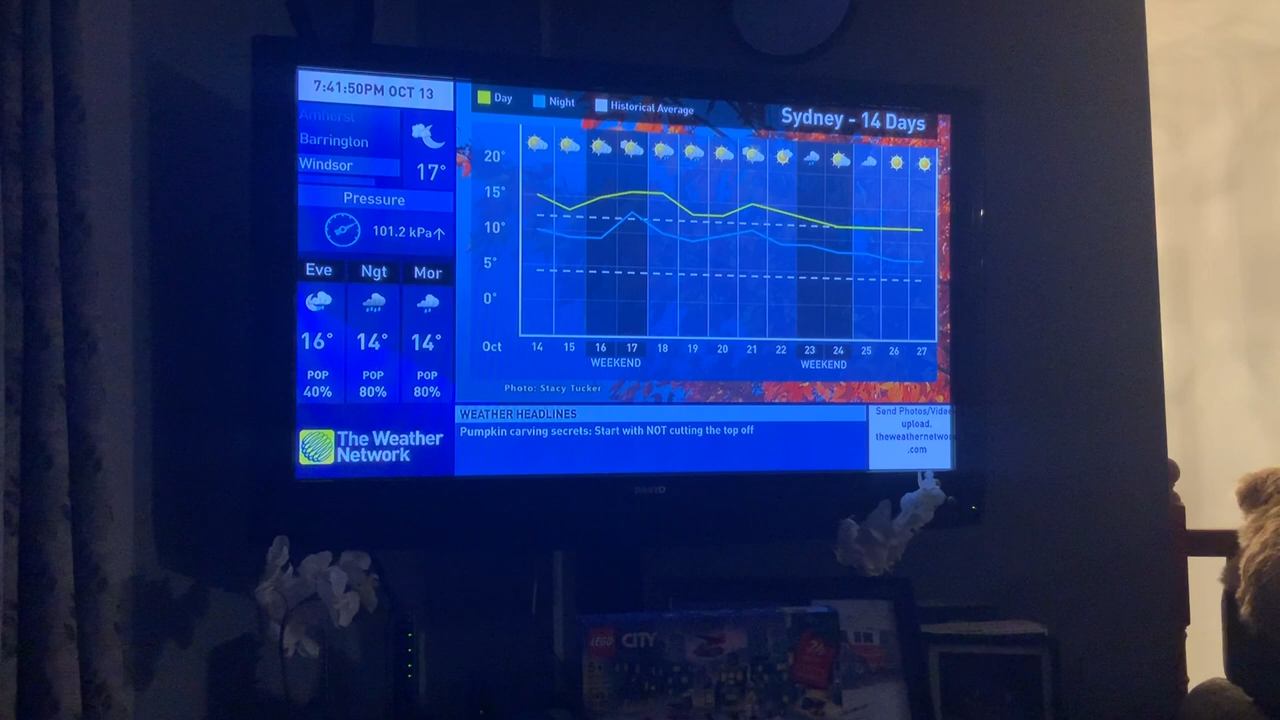 7:41:50PM OCT 13
Amherst
Barrington
Windsor
17°
Pressure
101.2 kPa↑
Eve Ngt Mor
16° 14° 14°
POP POP POP
40% 80% 80%
The Weather
Network
Day Night Historical Average
Sydney - 14 Days
20°
15°
10°
5°
0°
Oct 14 15 16 17 18 19 20 21 22 23 24 25 26 27
WEEKEND WEEKEND
Photo: Stacy Tucker
WEATHER HEADLINES
Pumpkin carving secrets: Start with NOT cutting the top off
Send Photos/Video
upload.
theweathernetwor
.com
SANYO
LEGO CITY
24